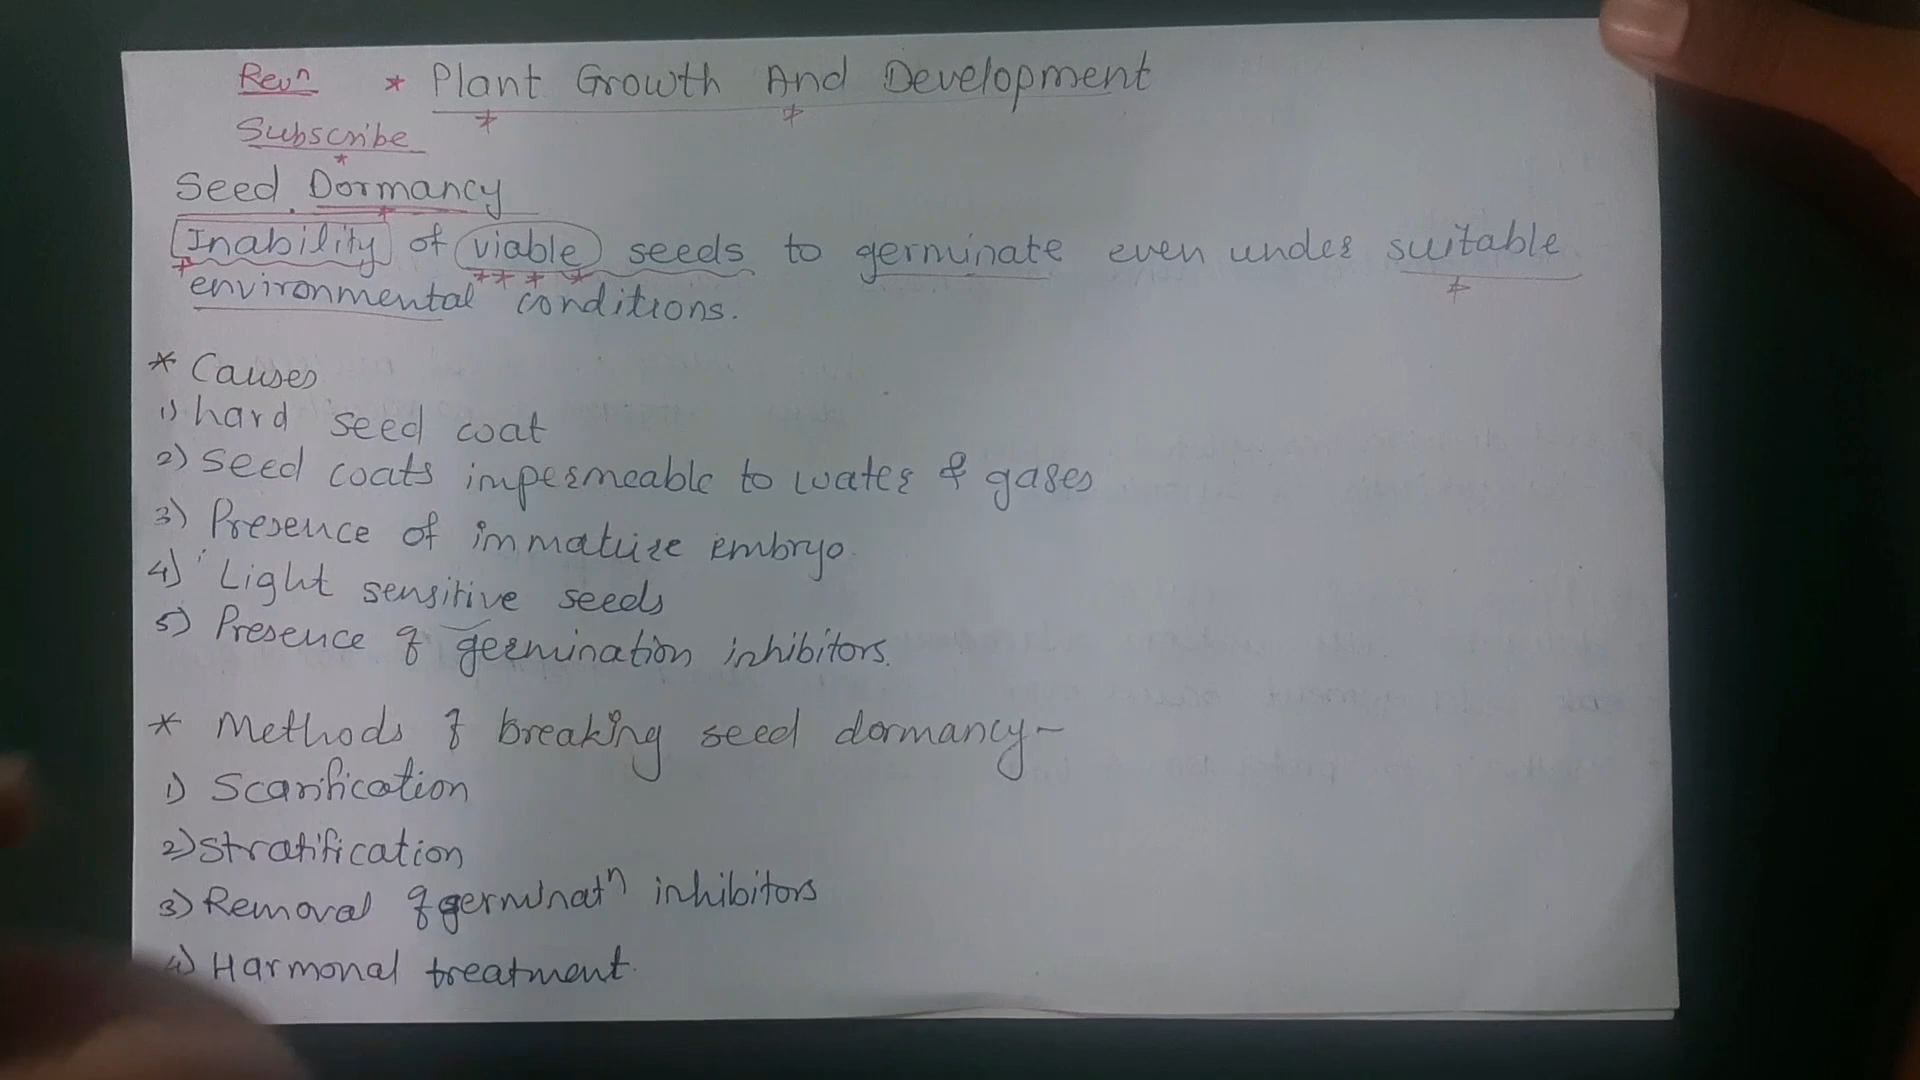 Revn * Plant Growth And Development
Subscribe
Seed Dormancy
Inability of viable seeds to germinate even under suitable
environmental conditions.
* Causes
1) hard seed coat
2) Seed coats impermeable to water & gases
3) Presence of immature embryo.
4) Light sensitive seeds
5) Presence of germination inhibitors.
* Methods of breaking seed dormancy-
1) Scarification
2) Stratification
3) Removal of germinatn inhibitors
4) Harmonal treatment.